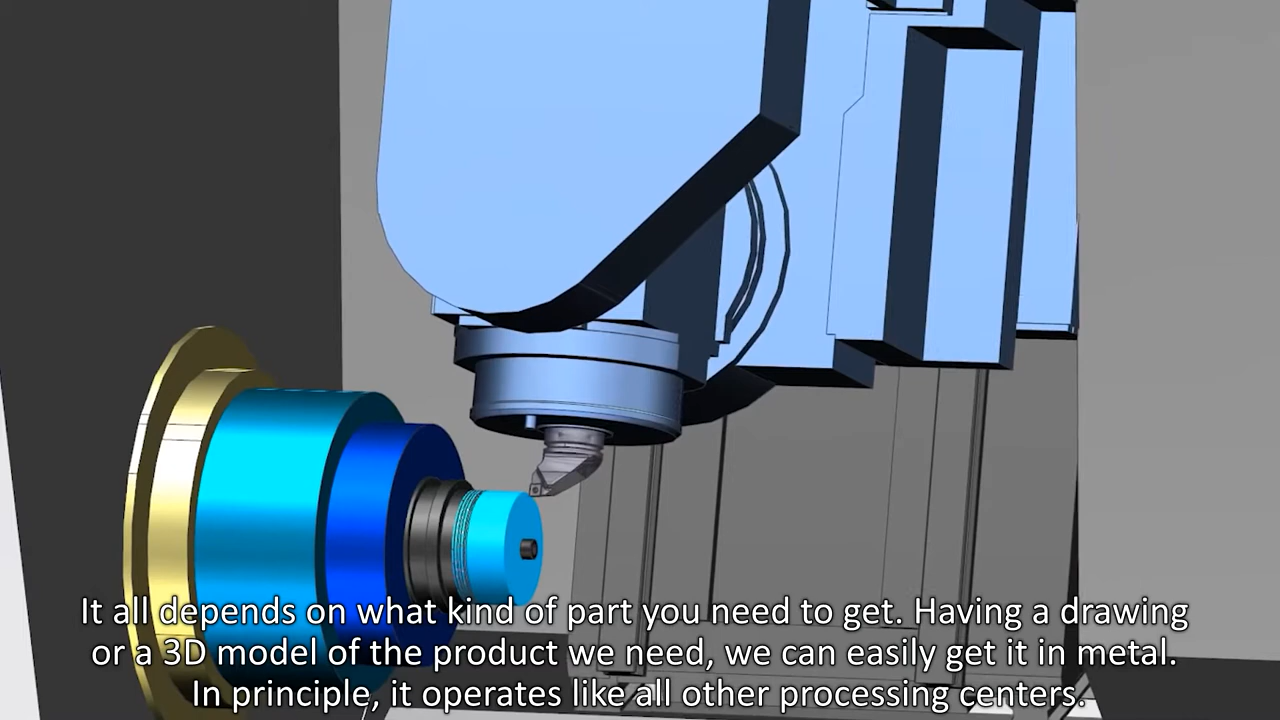 It all depends on what kind of part you need to get. Having a drawing
or a 3D model of the product we need, we can easily get it in metal.
In principle, it operates like all other processing centers.